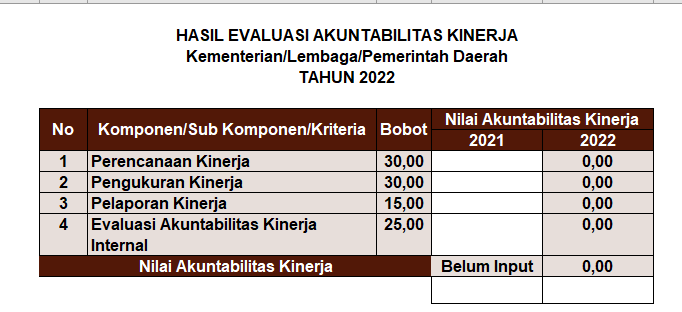 HASIL EVALUASI AKUNTABILITAS KINERJA
Kementerian/Lembaga/Pemerintah Daerah
TAHUN 2022
No Komponen/Sub Komponen/Kriteria Bobot Nilai Akuntabilitas Kinerja
2021 2022
1 Perencanaan Kinerja 30,00 0,00
2 Pengukuran Kinerja 30,00 0,00
3 Pelaporan Kinerja 15,00 0,00
4 Evaluasi Akuntabilitas Kinerja 25,00 0,00
Internal
Nilai Akuntabilitas Kinerja Belum Input 0,00